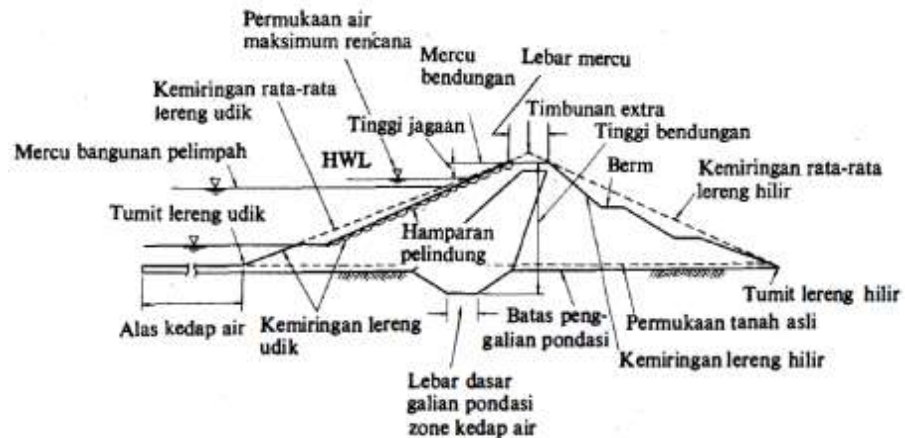 Permukaan air
maksimum rencana
Mercu
bendungan
Lebar mercu
Kemiringan rata-rata
lereng udik
Timbunan extra
Tinggi jagaan
Tinggi bendungan
Mercu bangunan pelimpah
HWL
Berm
Kemiringan rata-rata
lereng hilir
Tumit lereng udik
Hamparan
pelindung
Tumit lereng hilir
Alas kedap air
Kemiringan lereng
udik
Batas peng-
galian pondasi
Permukaan tanah asli
Kemiringan lereng hilir
Lebar dasar
galian pondasi
zone kedap air